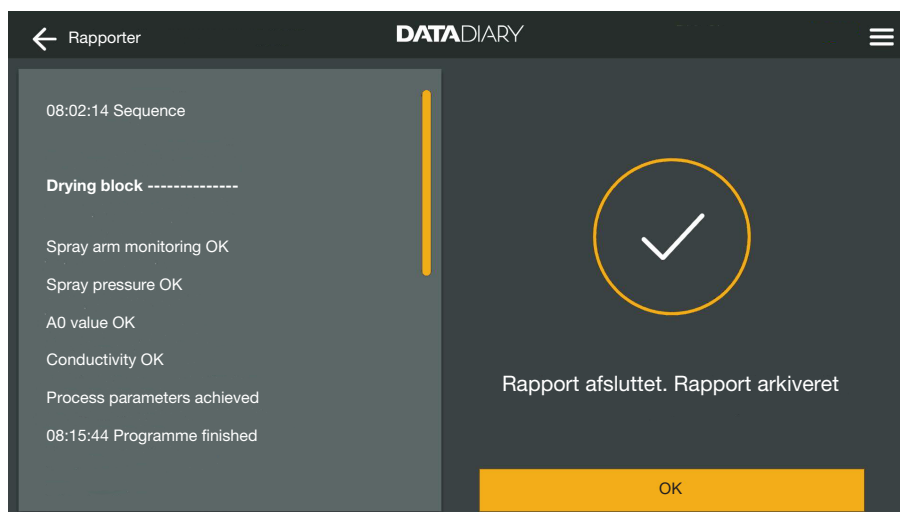 Rapporter
DATADIARY
08:02:14 Sequence
Drying block --------------
Spray arm monitoring OK
Spray pressure OK
A0 value OK
Conductivity OK
Process parameters achieved
08:15:44 Programme finished
Rapport afsluttet. Rapport arkiveret
OK